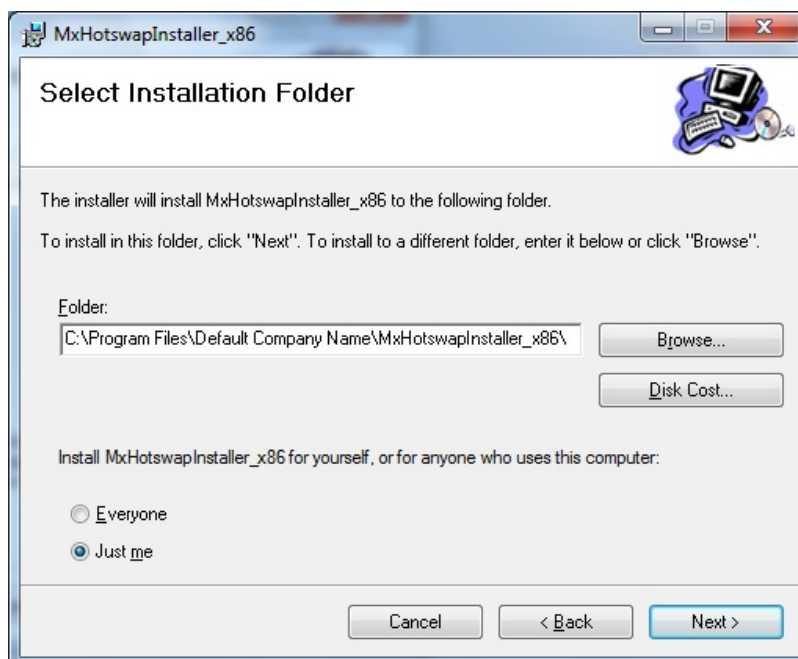 MxHotswapInstaller_x86
Select Installation Folder
The installer will install MxHotswapInstaller_x86 to the following folder.
To install in this folder, click "Next". To install to a different folder, enter it below or click "Browse".
Folder:
C:\Program Files\Default Company Name\MxHotswapInstaller_x86\
Browse...
Disk Cost...
Install MxHotswapInstaller_x86 for yourself, or for anyone who uses this computer:
Everyone
Just me
Cancel
< Back
Next >